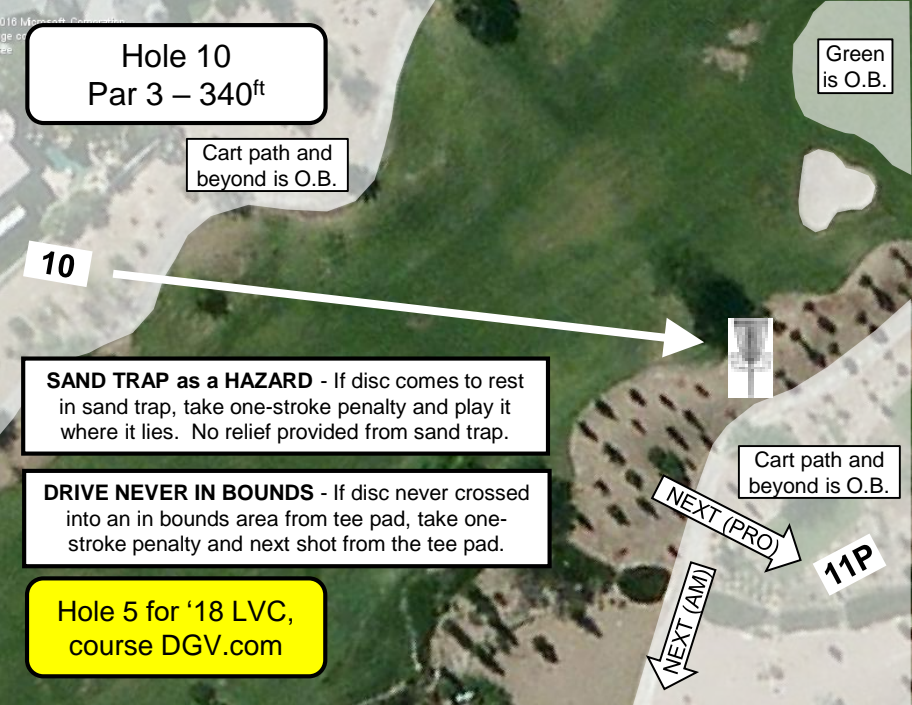 016 Microsoft Corporation
Hole 10
Par 3 – 340ft
Green
is O.B.
Cart path and
beyond is O.B.
10
SAND TRAP as a HAZARD - If disc comes to rest
in sand trap, take one-stroke penalty and play it
where it lies.  No relief provided from sand trap.
Cart path and
beyond is O.B.
DRIVE NEVER IN BOUNDS - If disc never crossed
into an in bounds area from tee pad, take one-
stroke penalty and next shot from the tee pad.
NEXT (PRO)
11P
NEXT (AM)
Hole 5 for ‘18 LVC,
course DGV.com